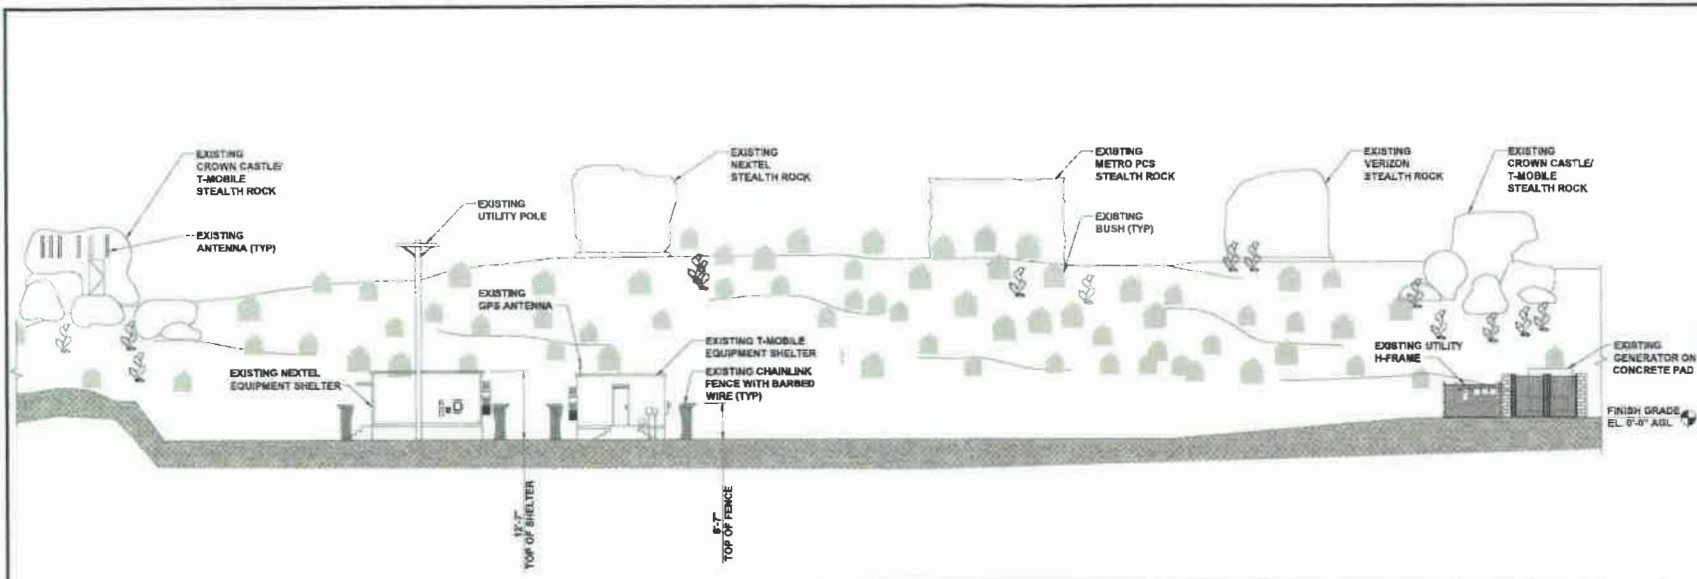 EXISTING
CROWN CASTLE/
T-MOBILE
STEALTH ROCK
EXISTING
ANTENNA (TYP)
EXISTING
UTILITY POLE
EXISTING
NEXTEL
STEALTH ROCK
EXISTING
METRO PCS
STEALTH ROCK
EXISTING
BUSH (TYP)
EXISTING
VERIZON
STEALTH ROCK
EXISTING
CROWN CASTLE/
T-MOBILE
STEALTH ROCK
EXISTING
GPS ANTENNA
EXISTING NEXTEL
EQUIPMENT SHELTER
EXISTING T-MOBILE
EQUIPMENT SHELTER
EXISTING CHAINLINK
FENCE WITH BARBED
WIRE (TYP)
EXISTING UTILITY
H-FRAME
EXISTING
GENERATOR ON
CONCRETE PAD
FINISH GRADE
EL. 0'-0" AGL
12'-7"
TOP OF SHELTER
TOP OF FENCE